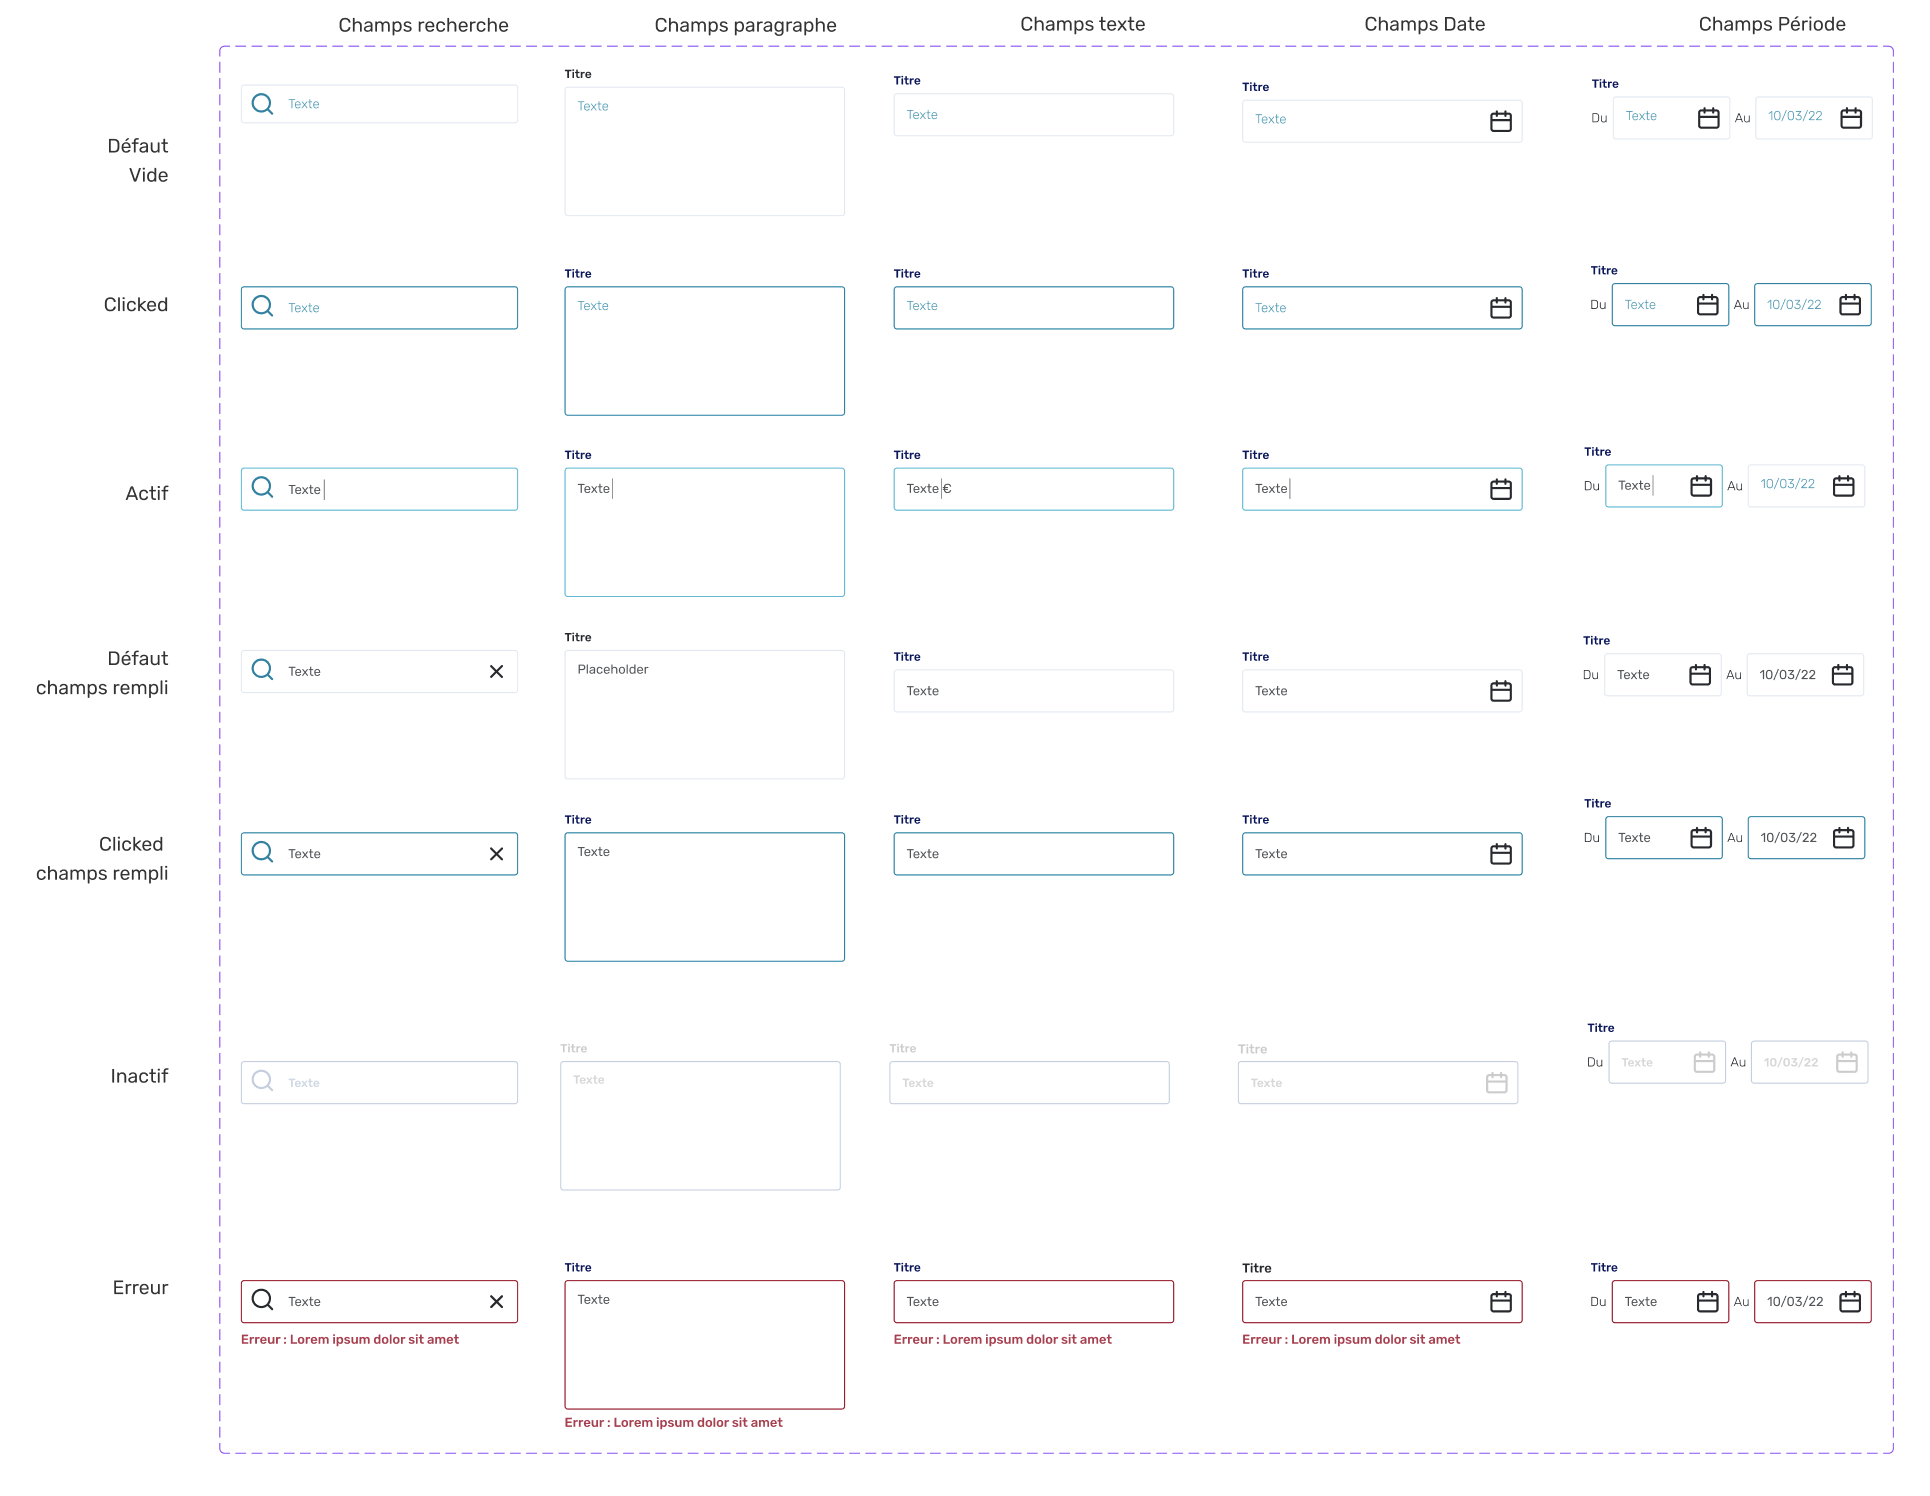 Champs recherche
Champs paragraphe
Champs texte
Champs Date
Champs Période
Défaut
Vide
Texte
Titre
Texte
Titre
Texte
Titre
Texte
Titre
Du Texte Au 10/03/22
Clicked
Texte
Titre
Texte
Titre
Texte
Titre
Texte
Titre
Du Texte Au 10/03/22
Actif
Texte
Titre
Texte
Titre
Texte€
Titre
Texte
Titre
Du Texte Au 10/03/22
Défaut
champs rempli
Texte
Titre
Placeholder
Titre
Texte
Titre
Texte
Titre
Du Texte Au 10/03/22
Clicked
champs rempli
Texte
Titre
Texte
Titre
Texte
Titre
Texte
Titre
Du Texte Au 10/03/22
Inactif
Texte
Titre
Texte
Titre
Texte
Titre
Texte
Titre
Du Texte Au 10/03/22
Erreur
Texte
Erreur : Lorem ipsum dolor sit amet
Titre
Texte
Erreur : Lorem ipsum dolor sit amet
Titre
Texte
Erreur : Lorem ipsum dolor sit amet
Titre
Texte
Erreur : Lorem ipsum dolor sit amet
Titre
Du Texte Au 10/03/22